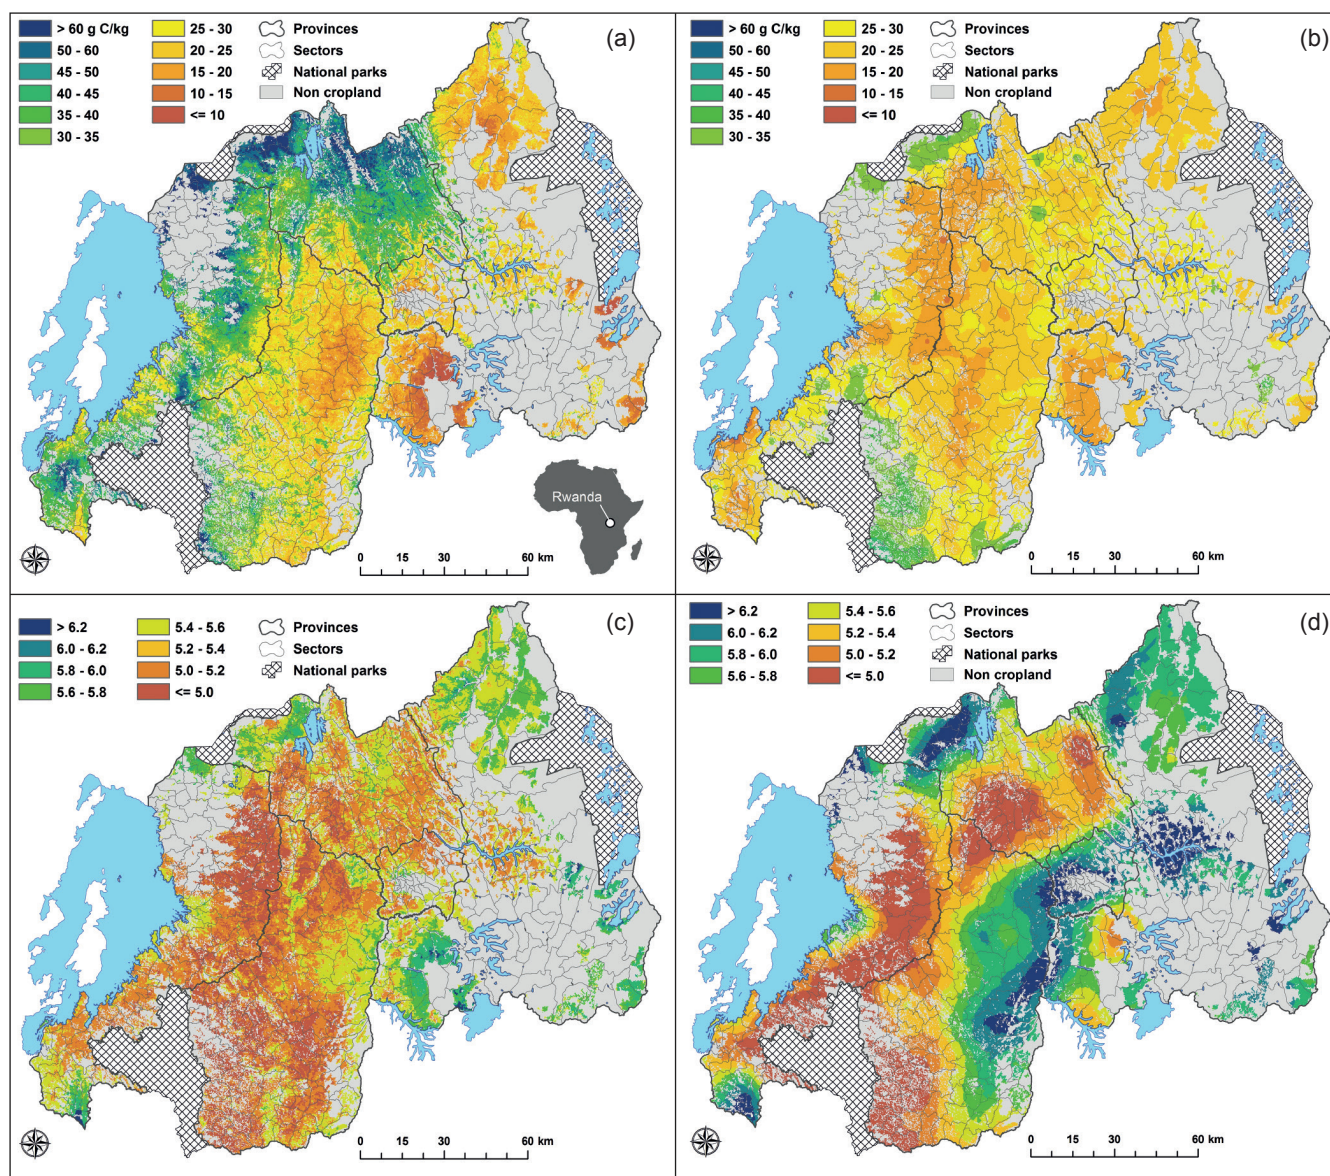 > 60 g C/kg
50 - 60
45 - 50
40 - 45
35 - 40
30 - 35
25 - 30
20 - 25
15 - 20
10 - 15
<= 10
Provinces
Sectors
National parks
Non cropland
(a)
Rwanda
0 15 30 60 km
> 60 g C/kg
50 - 60
45 - 50
40 - 45
35 - 40
30 - 35
25 - 30
20 - 25
15 - 20
10 - 15
<= 10
Provinces
Sectors
National parks
Non cropland
(b)
0 15 30 60 km
> 6.2
6.0 - 6.2
5.8 - 6.0
5.6 - 5.8
5.4 - 5.6
5.2 - 5.4
5.0 - 5.2
<= 5.0
Provinces
Sectors
National parks
(c)
0 15 30 60 km
> 6.2
6.0 - 6.2
5.8 - 6.0
5.6 - 5.8
5.4 - 5.6
5.2 - 5.4
5.0 - 5.2
<= 5.0
Provinces
Sectors
National parks
Non cropland
(d)
0 15 30 60 km